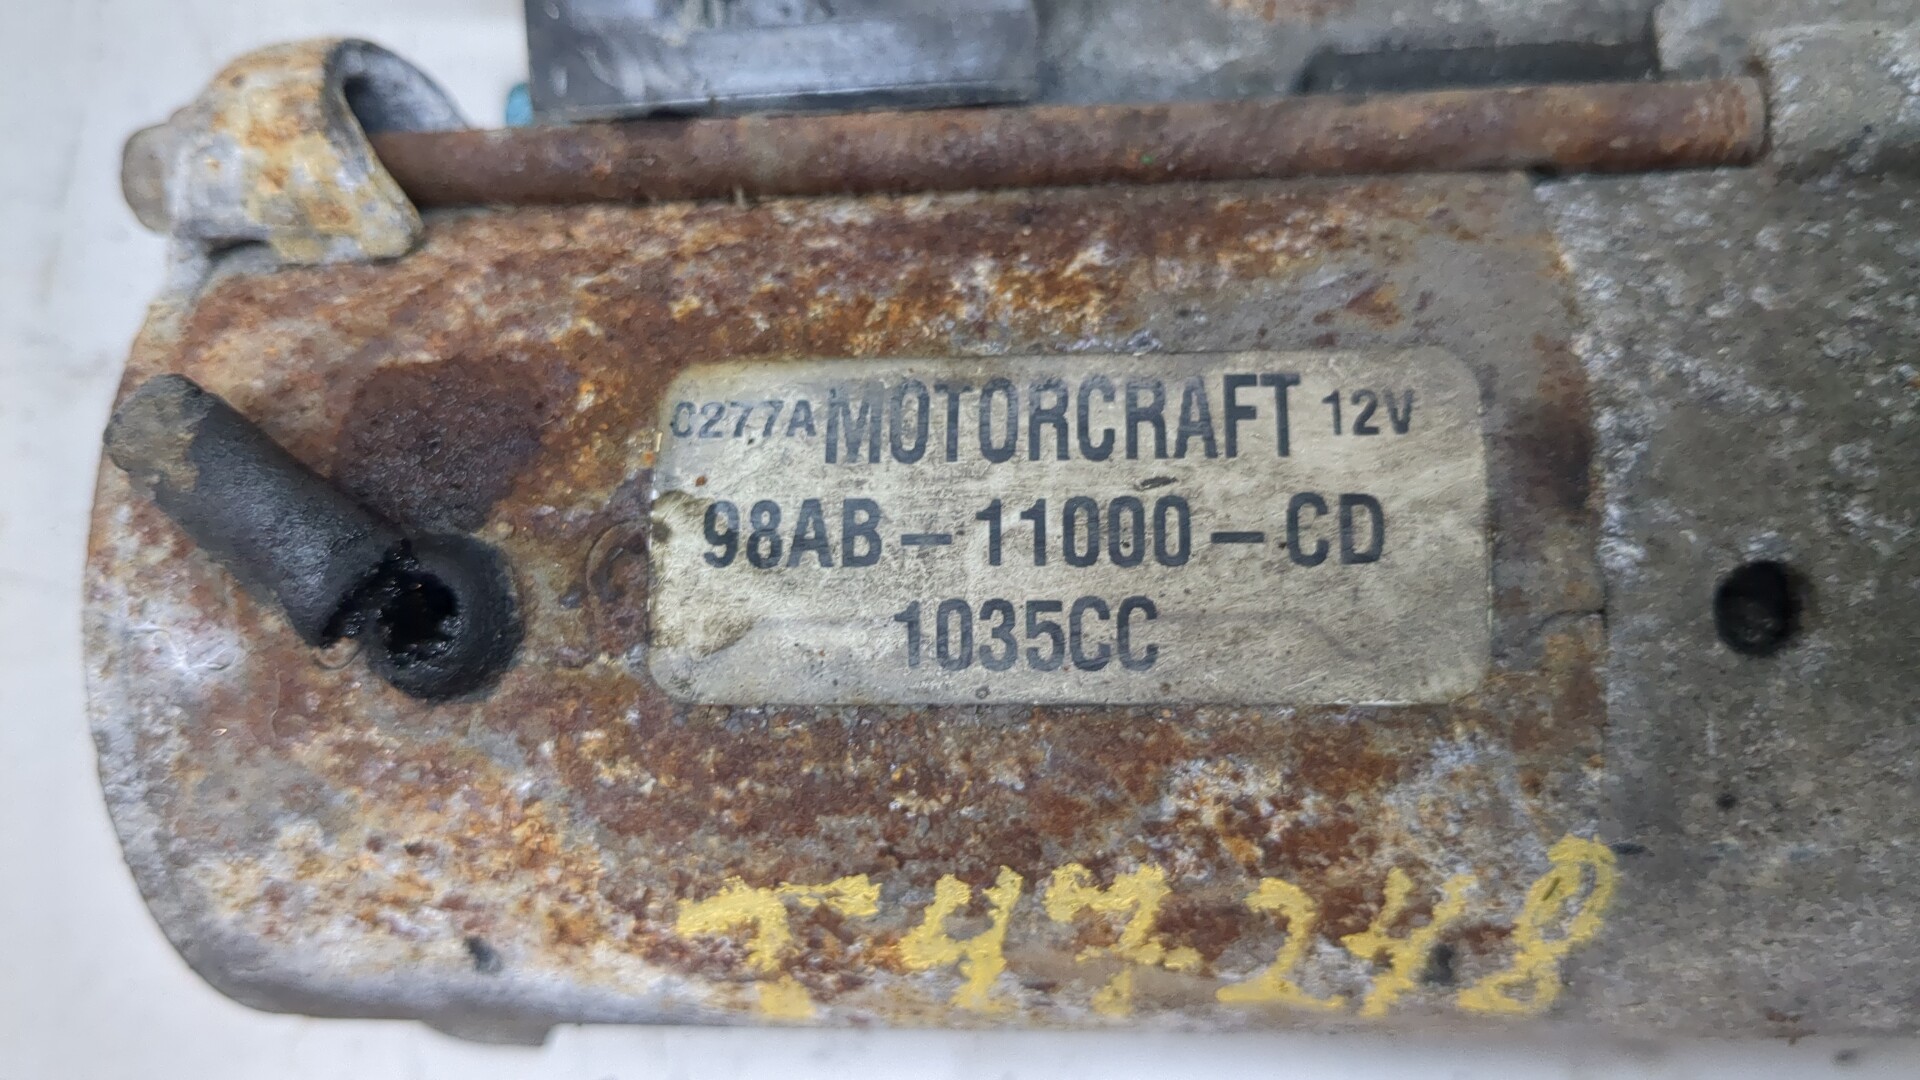 C277A MOTORCRAFT 12V
98AB-11000-CD
1035CC
T47248